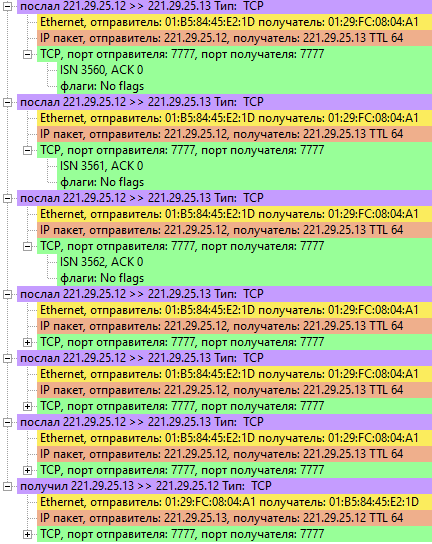 послал 221.29.25.12 >> 221.29.25.13 Тип: TCP
Ethernet, отправитель: 01:B5:84:45:E2:1D получатель: 01:29:FC:08:04:A1
IP пакет, отправитель: 221.29.25.12, получатель: 221.29.25.13 TTL 64
TCP, порт отправителя: 7777, порт получателя: 7777
ISN 3560, ACK 0
флаги: No flags
послал 221.29.25.12 >> 221.29.25.13 Тип: TCP
Ethernet, отправитель: 01:B5:84:45:E2:1D получатель: 01:29:FC:08:04:A1
IP пакет, отправитель: 221.29.25.12, получатель: 221.29.25.13 TTL 64
TCP, порт отправителя: 7777, порт получателя: 7777
ISN 3561, ACK 0
флаги: No flags
послал 221.29.25.12 >> 221.29.25.13 Тип: TCP
Ethernet, отправитель: 01:B5:84:45:E2:1D получатель: 01:29:FC:08:04:A1
IP пакет, отправитель: 221.29.25.12, получатель: 221.29.25.13 TTL 64
TCP, порт отправителя: 7777, порт получателя: 7777
ISN 3562, ACK 0
флаги: No flags
послал 221.29.25.12 >> 221.29.25.13 Тип: TCP
Ethernet, отправитель: 01:B5:84:45:E2:1D получатель: 01:29:FC:08:04:A1
IP пакет, отправитель: 221.29.25.12, получатель: 221.29.25.13 TTL 64
TCP, порт отправителя: 7777, порт получателя: 7777
послал 221.29.25.12 >> 221.29.25.13 Тип: TCP
Ethernet, отправитель: 01:B5:84:45:E2:1D получатель: 01:29:FC:08:04:A1
IP пакет, отправитель: 221.29.25.12, получатель: 221.29.25.13 TTL 64
TCP, порт отправителя: 7777, порт получателя: 7777
послал 221.29.25.12 >> 221.29.25.13 Тип: TCP
Ethernet, отправитель: 01:B5:84:45:E2:1D получатель: 01:29:FC:08:04:A1
IP пакет, отправитель: 221.29.25.12, получатель: 221.29.25.13 TTL 64
TCP, порт отправителя: 7777, порт получателя: 7777
получил 221.29.25.13 >> 221.29.25.12 Тип: TCP
Ethernet, отправитель: 01:29:FC:08:04:A1 получатель: 01:B5:84:45:E2:1D
IP пакет, отправитель: 221.29.25.13, получатель: 221.29.25.12 TTL 64
TCP, порт отправителя: 7777, порт получателя: 7777